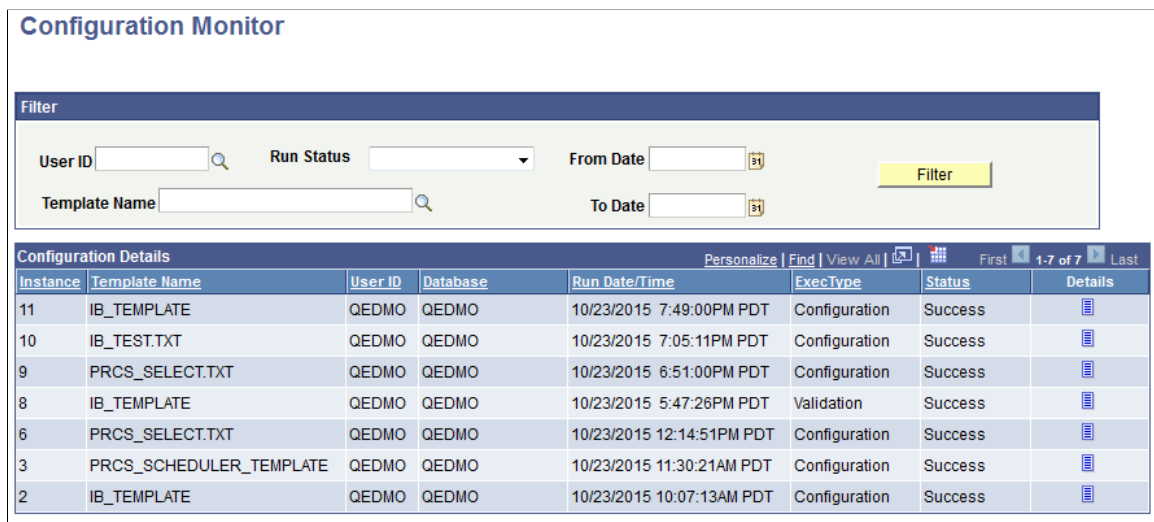 Configuration Monitor
Filter
User ID Run Status From Date Filter
Template Name To Date
Configuration Details Personalize | Find | View All | | First 1-7 of 7 Last
Instance Template Name User ID Database Run Date/Time ExecType Status Details
11 IB_TEMPLATE QEDMO QEDMO 10/23/2015 7:49:00PM PDT Configuration Success
10 IB_TEST.TXT QEDMO QEDMO 10/23/2015 7:05:11PM PDT Configuration Success
9 PRCS_SELECT.TXT QEDMO QEDMO 10/23/2015 6:51:00PM PDT Configuration Success
8 IB_TEMPLATE QEDMO QEDMO 10/23/2015 5:47:26PM PDT Validation Success
6 PRCS_SELECT.TXT QEDMO QEDMO 10/23/2015 12:14:51PM PDT Configuration Success
3 PRCS_SCHEDULER_TEMPLATE QEDMO QEDMO 10/23/2015 11:30:21AM PDT Configuration Success
2 IB_TEMPLATE QEDMO QEDMO 10/23/2015 10:07:13AM PDT Configuration Success